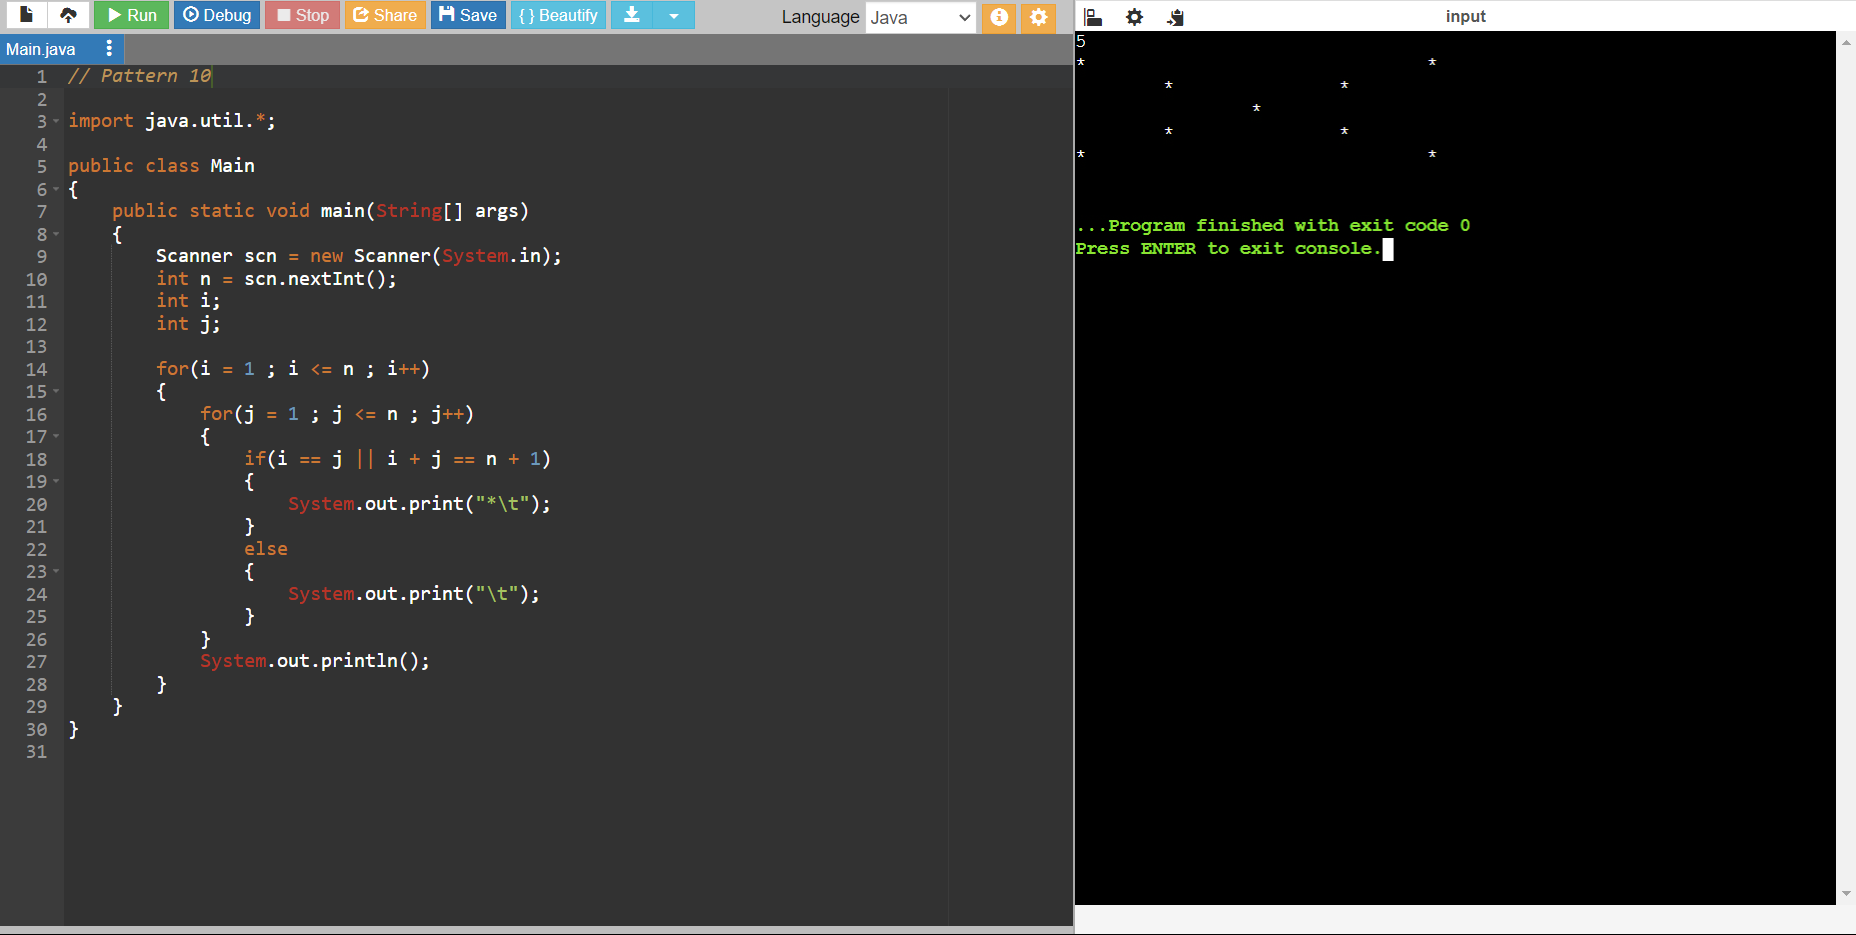 Run Debug Stop Share Save { } Beautify Language Java
Main.java
1 // Pattern 10
2
3 import java.util.*;
4
5 public class Main
6 {
7     public static void main(String[] args)
8     {
9         Scanner scn = new Scanner(System.in);
10         int n = scn.nextInt();
11         int i;
12         int j;
13
14         for(i = 1 ; i <= n ; i++)
15         {
16             for(j = 1 ; j <= n ; j++)
17             {
18                 if(i == j || i + j == n + 1)
19                 {
20                     System.out.print("*\t");
21                 }
22                 else
23                 {
24                     System.out.print("\t");
25                 }
26             }
27             System.out.println();
28         }
29     }
30 }
31
input
5
*                               *
        *               *
                *
        *               *
*                               *
...Program finished with exit code 0
Press ENTER to exit console.